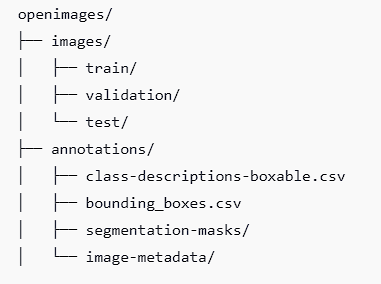 openimages/
├── images/
│   ├── train/
│   ├── validation/
│   └── test/
├── annotations/
│   ├── class-descriptions-boxable.csv
│   ├── bounding_boxes.csv
│   ├── segmentation-masks/
│   └── image-metadata/